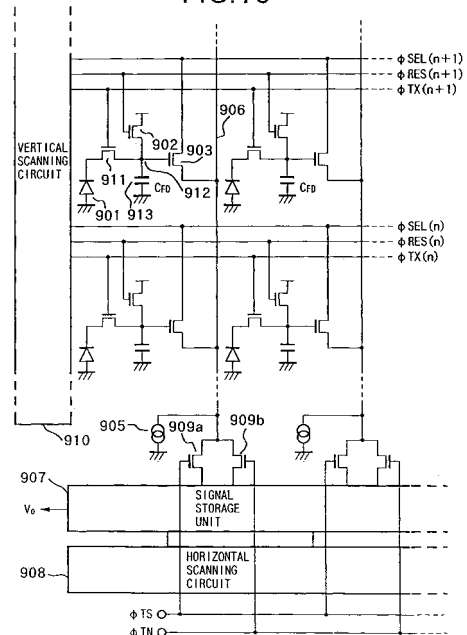 φSEL(n+1)
φRES(n+1)
φTX(n+1)
906
902
903
VERTICAL
SCANNING
CIRCUIT
911
912
CFD
CFD
901
913
φSEL(n)
φRES(n)
φTX(n)
910
905
909a
909b
907
V0
SIGNAL
STORAGE
UNIT
908
HORIZONTAL
SCANNING
CIRCUIT
φTS
φTN